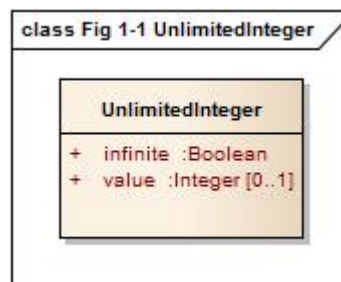 class Fig 1-1 UnlimitedInteger
UnlimitedInteger
+ infinite :Boolean
+ value :Integer [0..1]